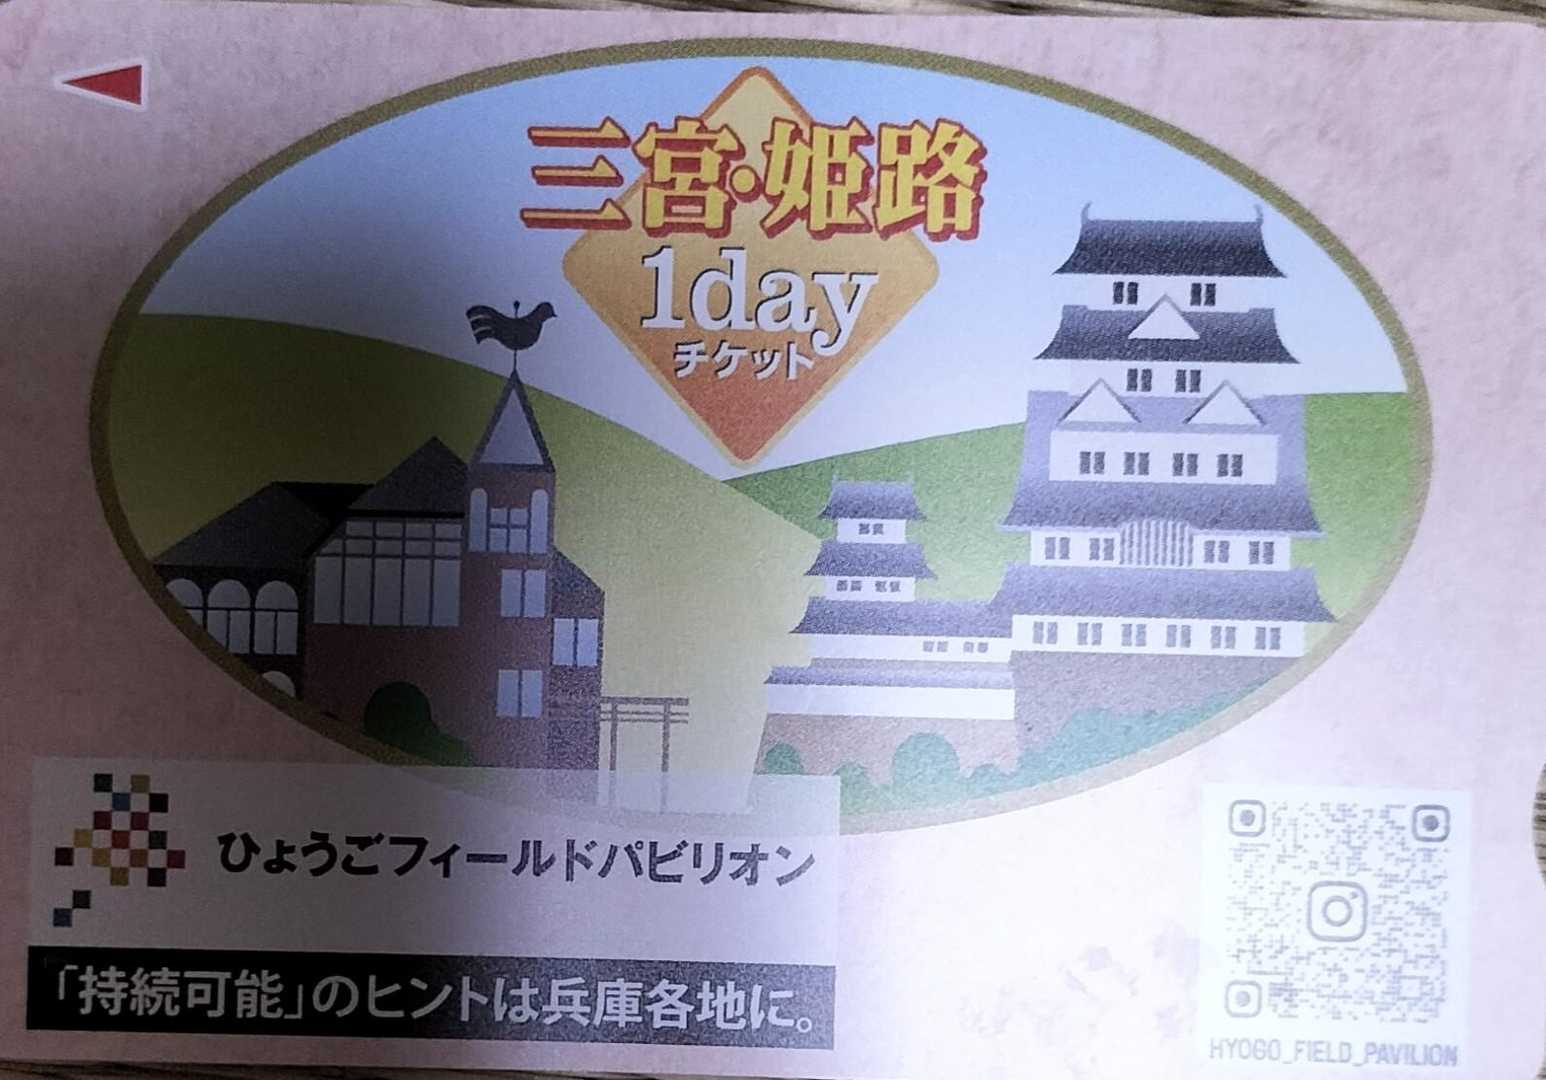 三宮・姫路
1day
チケット
ひょうごフィールドパビリオン
「持続可能」のヒントは兵庫各地に。
HYOGO_FIELD_PAVILION